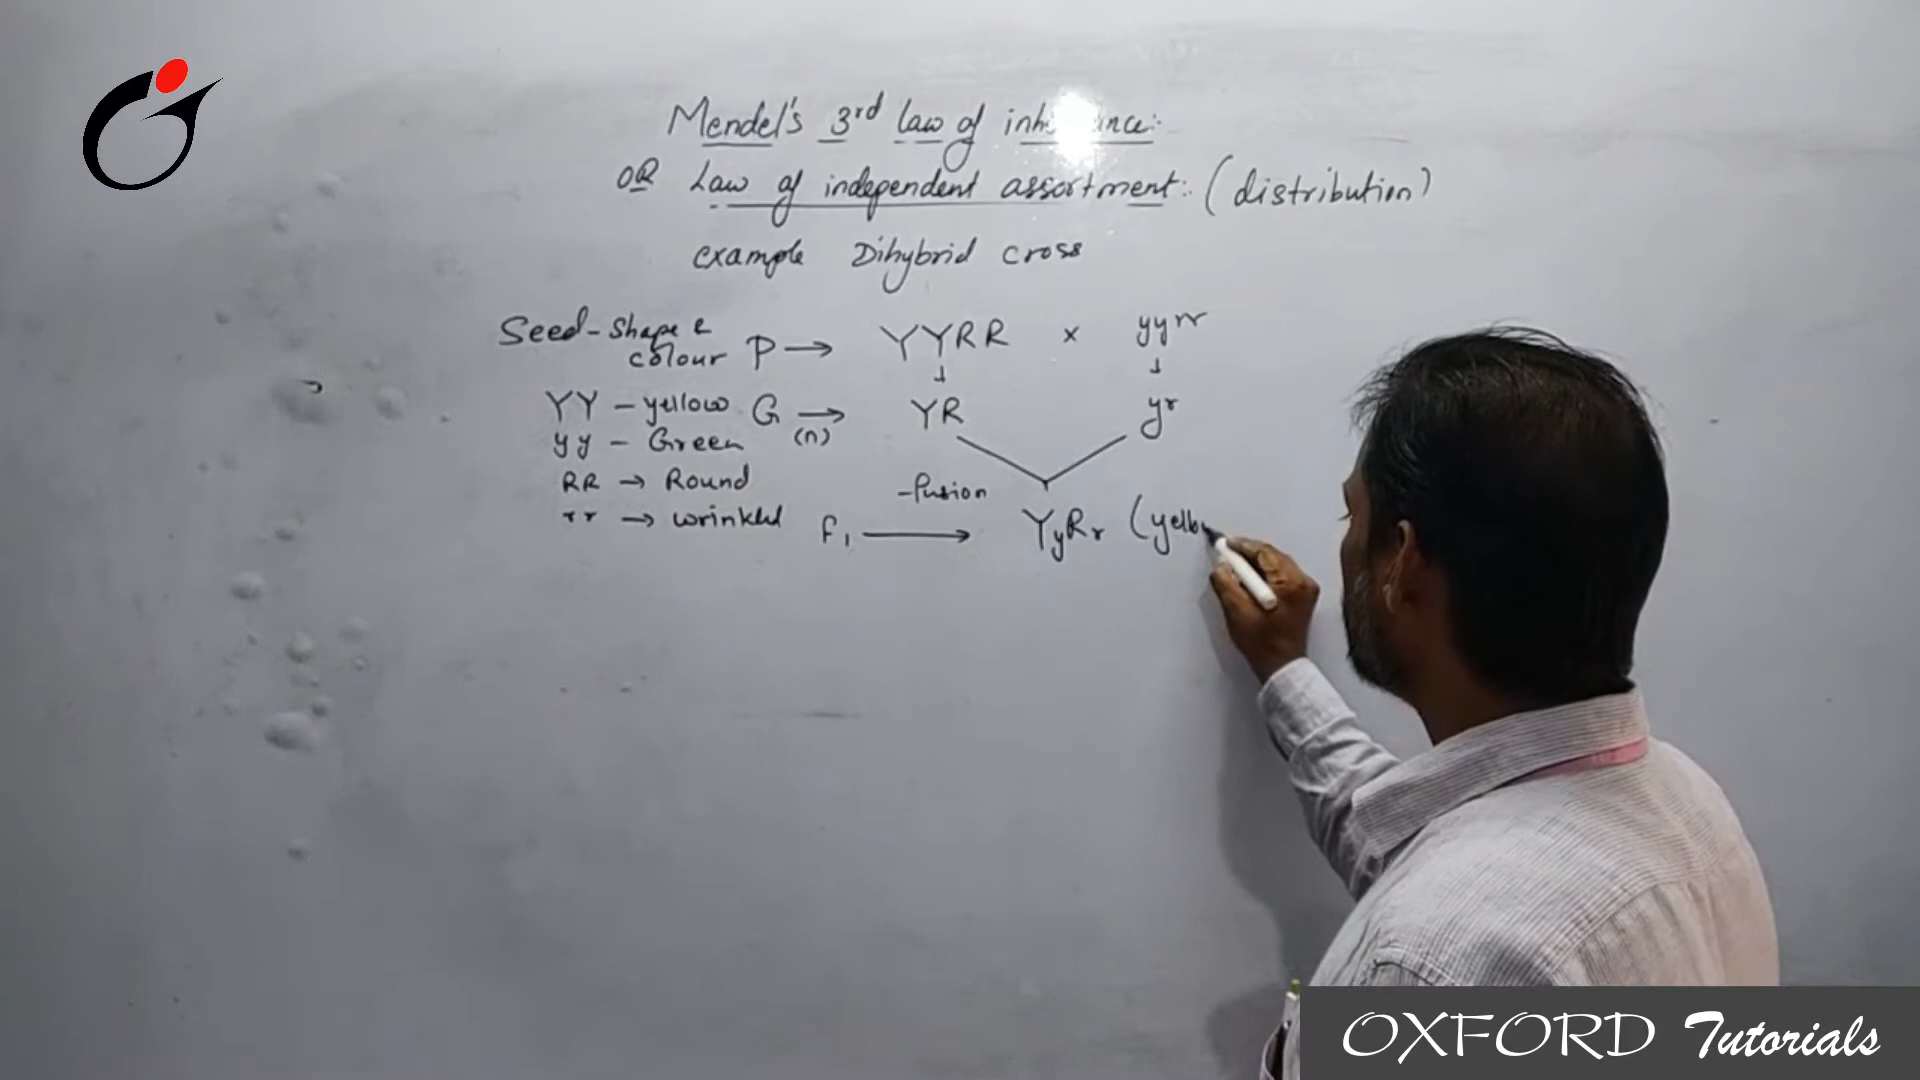 Mendel's 3rd law of inheritance:
OR Law of independent assortment: (distribution)
example Dihybrid cross
Seed-Shape &
colour P → YYRR × yyrr
YY - yellow G → YR yr
(n)
yy - Green
RR → Round
fusion
rr → wrinkled
F1 → YyRr (yello
OXFORD Tutorials